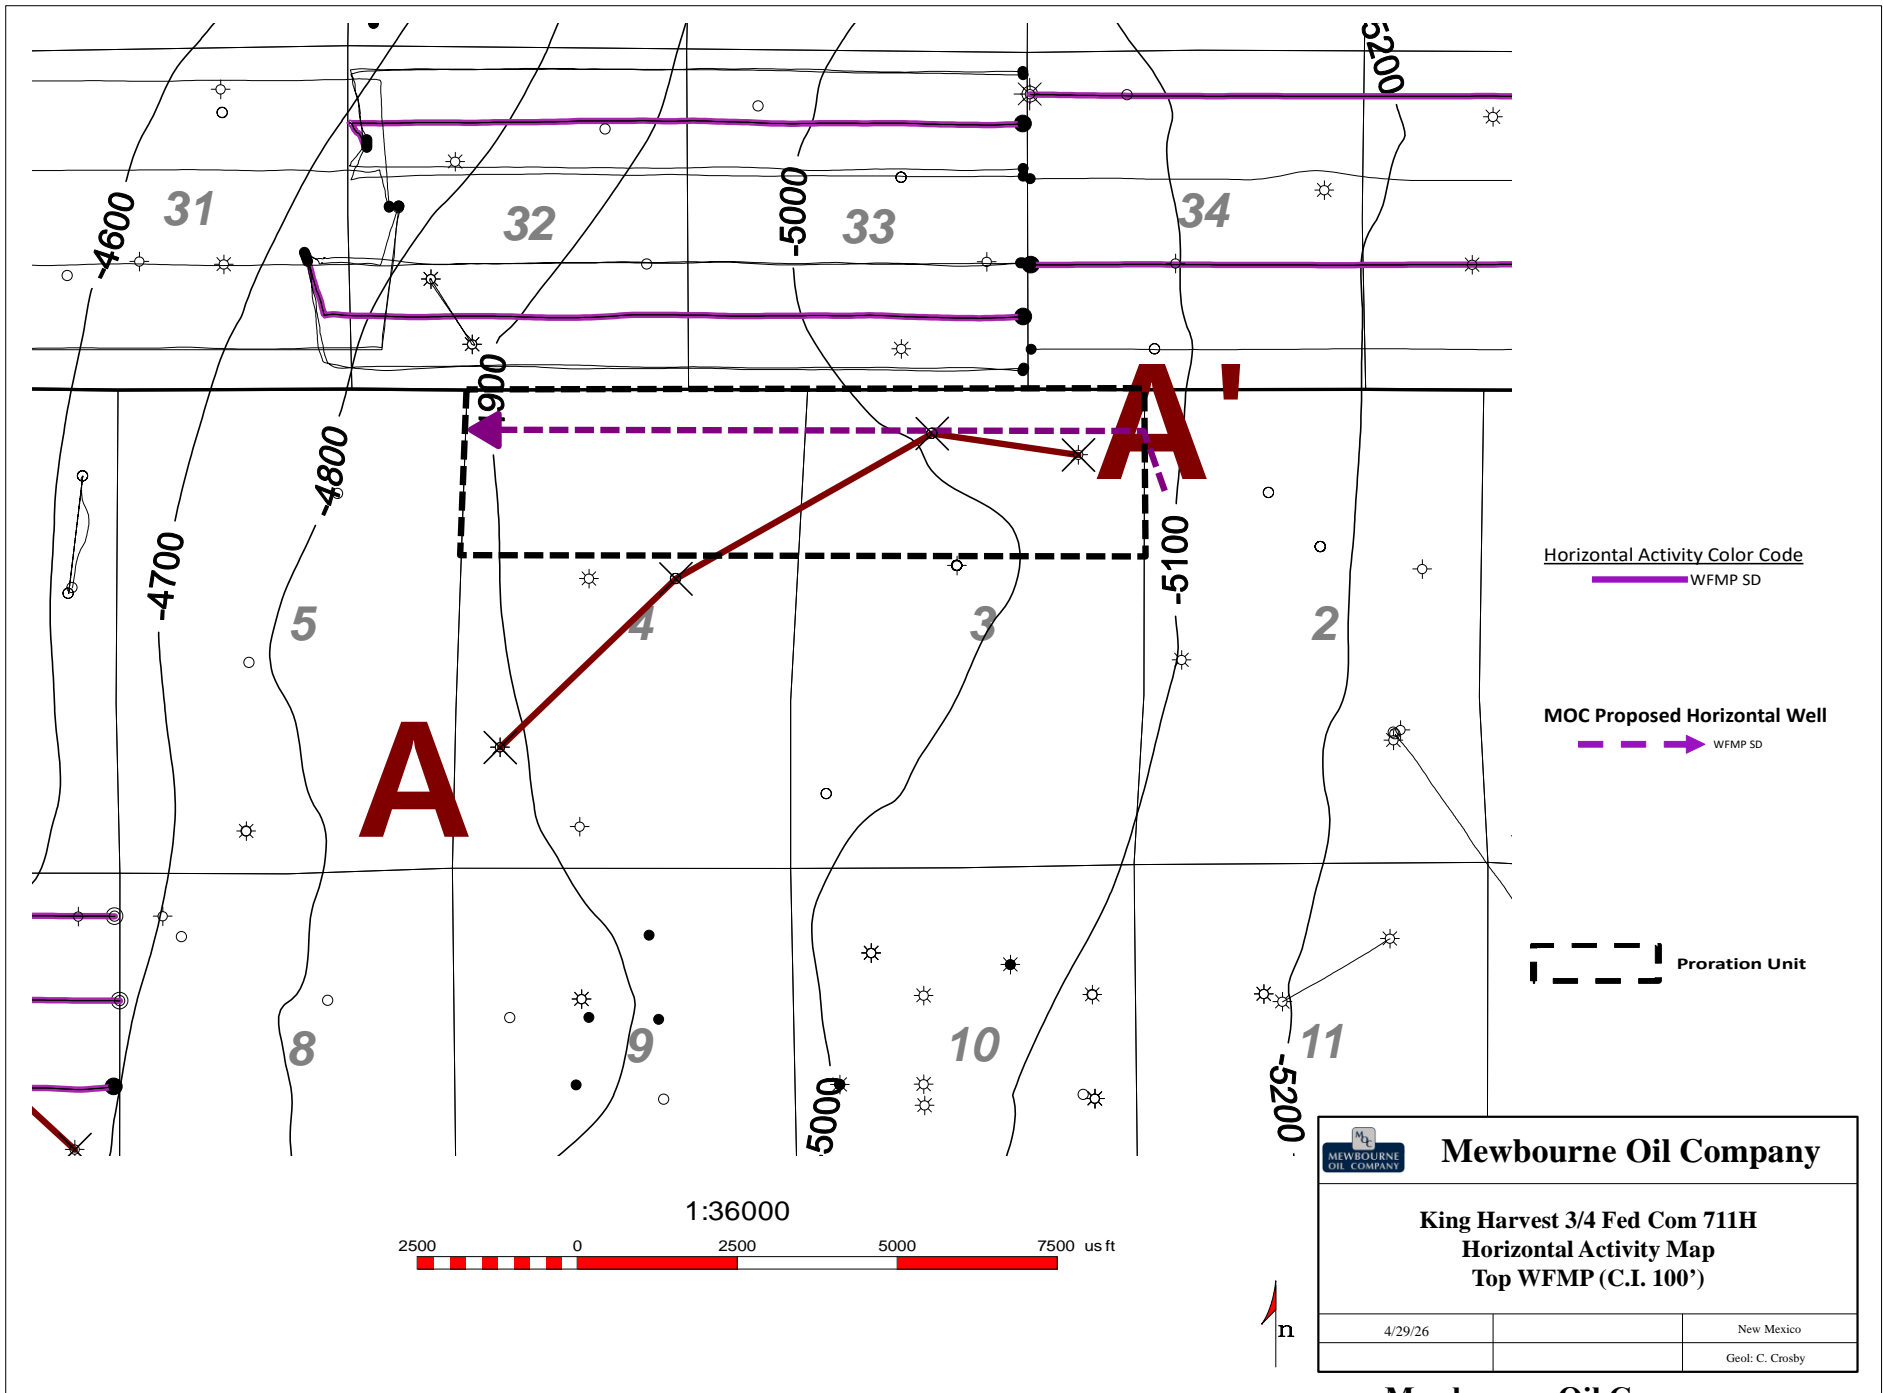 5200
31
32
33
34
-4600
-5000
900
A'
-4800
-4700
-5100
Horizontal Activity Color Code
WFMP SD
5
4
3
2
MOC Proposed Horizontal Well
WFMP SD
A
Proration Unit
8
9
10
11
5000
-5200
MOC
MEWBOURNE
OIL COMPANY
Mewbourne Oil Company
1:36000
King Harvest 3/4 Fed Com 711H
Horizontal Activity Map
Top WFMP (C.I. 100')
2500 0 2500 5000 7500 us ft
n
4/29/26
New Mexico
Geol: C. Crosby